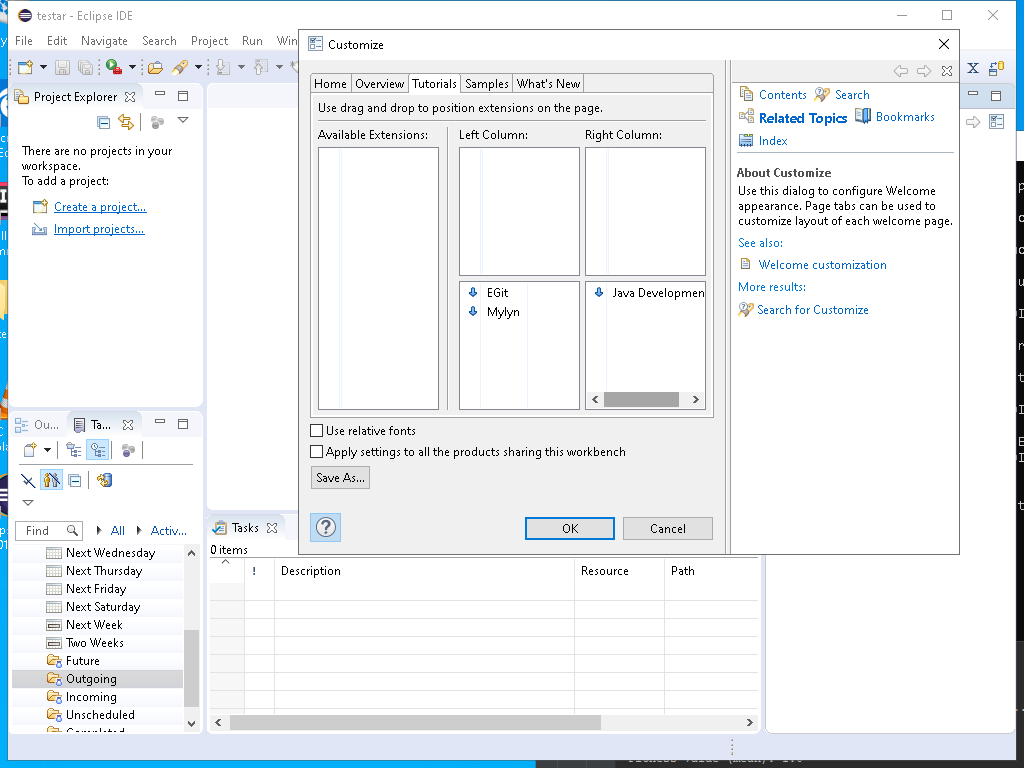 testar - Eclipse IDE
File Edit Navigate Search Project Run Win
Project Explorer
There are no projects in your
workspace.
To add a project:
Create a project...
Import projects...
Customize
Home Overview Tutorials Samples What's New
Use drag and drop to position extensions on the page.
Available Extensions: Left Column: Right Column:
EGit
Mylyn
Java Developmen
Use relative fonts
Apply settings to all the products sharing this workbench
Save As...
OK Cancel
Contents Search
Related Topics Bookmarks
Index
About Customize
Use this dialog to configure Welcome
appearance. Page tabs can be used to
customize layout of each welcome page.
See also:
Welcome customization
More results:
Search for Customize
Ou... Ta...
Find All Activ...
Next Wednesday
Next Thursday
Next Friday
Next Saturday
Next Week
Two Weeks
Future
Outgoing
Incoming
Unscheduled
Completed
Tasks
0 items
! Description Resource Path